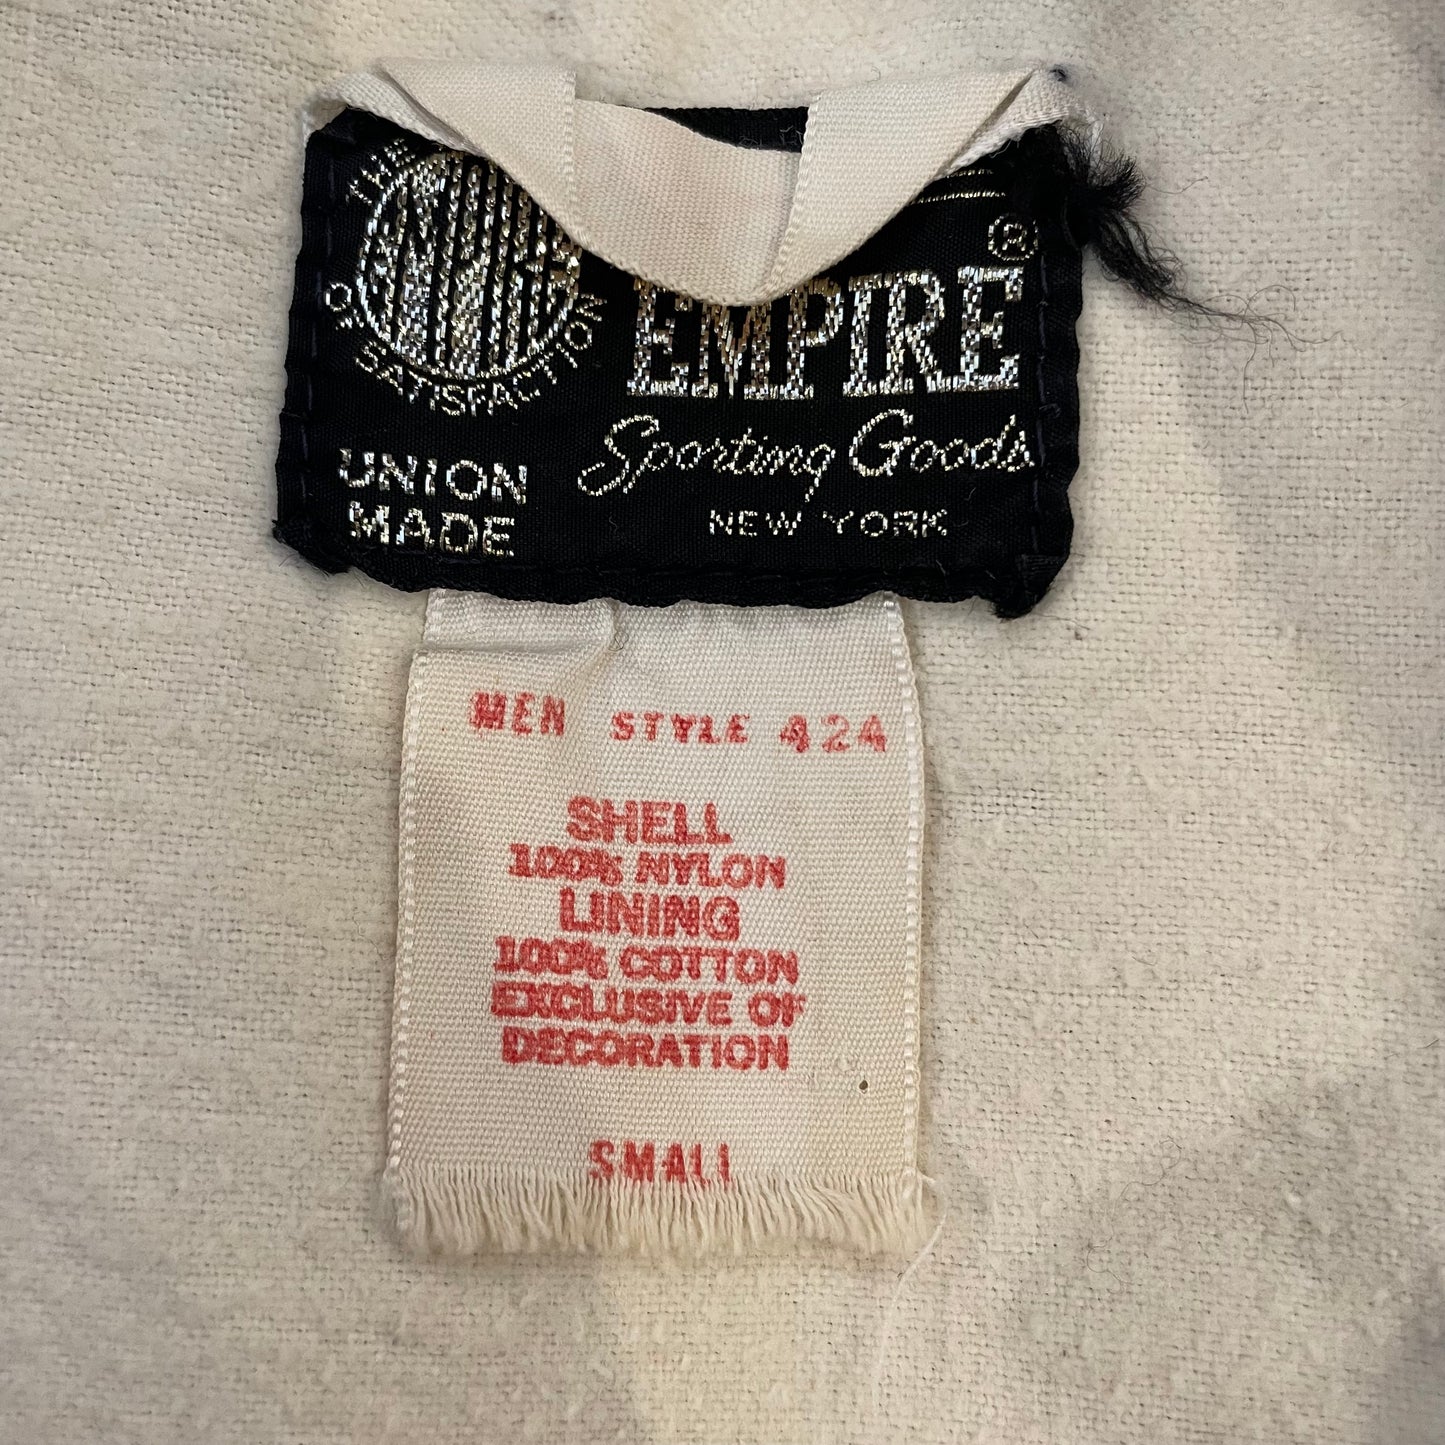 THE
OF SATISFACTION
EMPIRE ®
Sporting Goods
NEW YORK
UNION
MADE
MEN STYLE 424
SHELL
100% NYLON
LINING
100% COTTON
EXCLUSIVE OF
DECORATION
SMALL